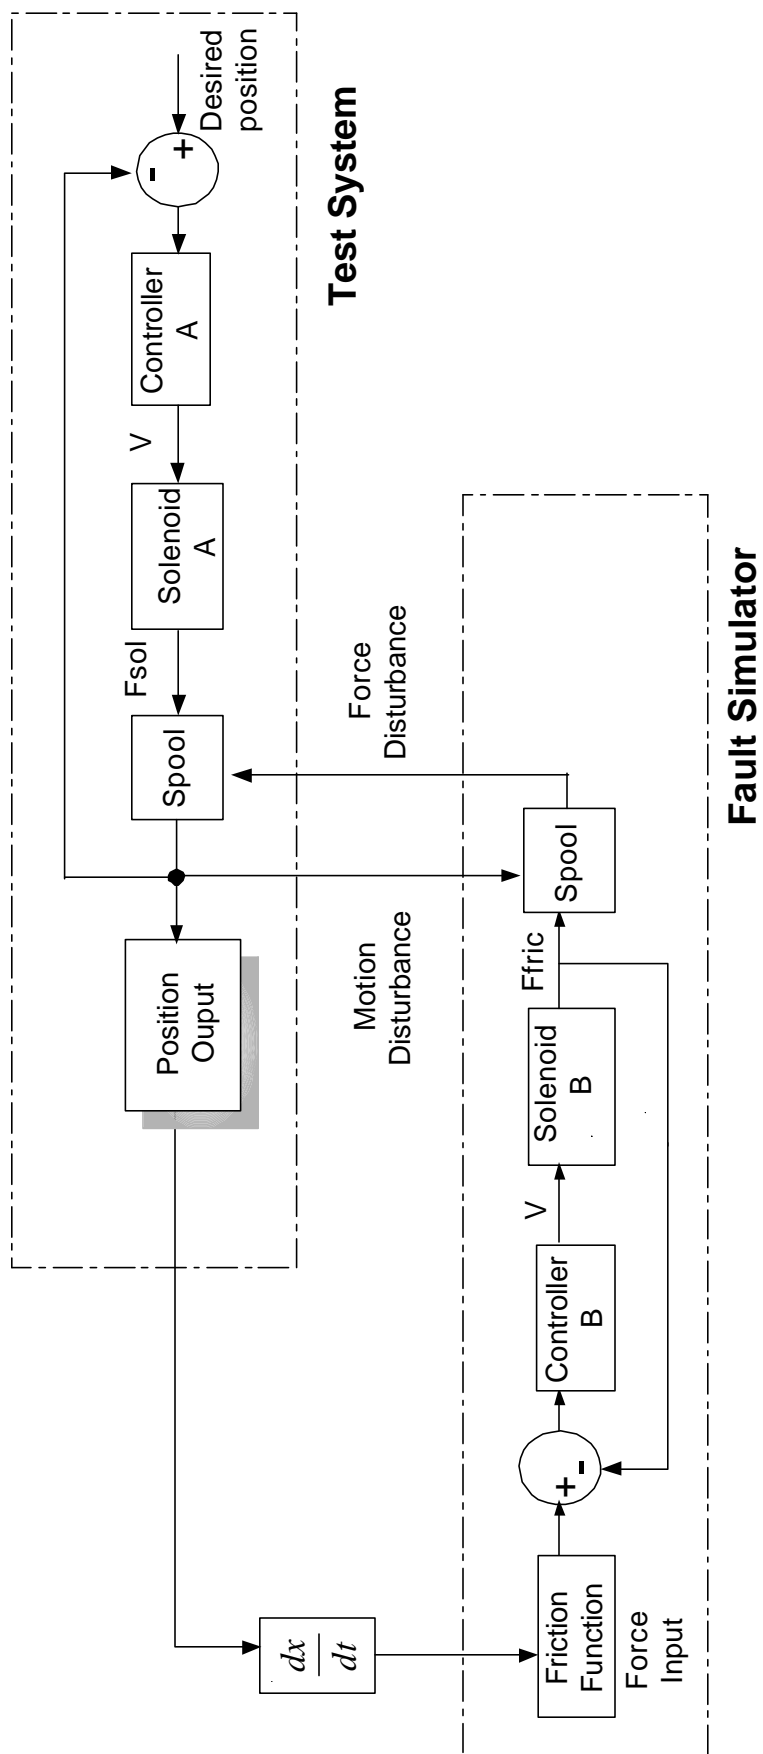 Desired
position
-
+
Controller
A
V
Solenoid
A
Fsol
Spool
Position
Ouput
Test System
Force
Disturbance
Motion
Disturbance
dx
dt
Friction
Function
Force
Input
+
-
Controller
B
V
Solenoid
B
Ffric
Spool
Fault Simulator